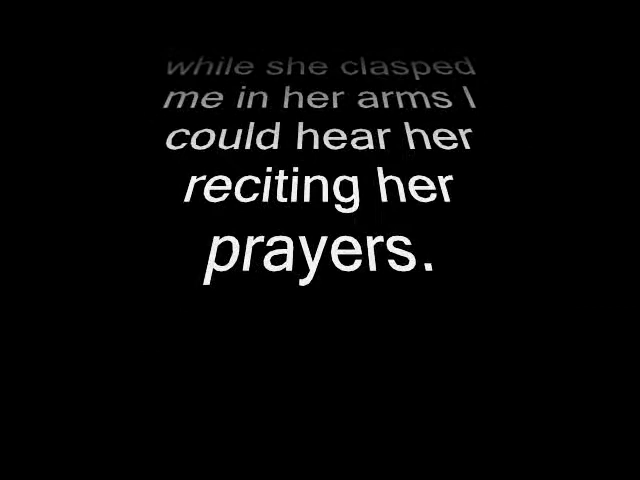 while she clasped
me in her arms I
could hear her
reciting her
prayers.